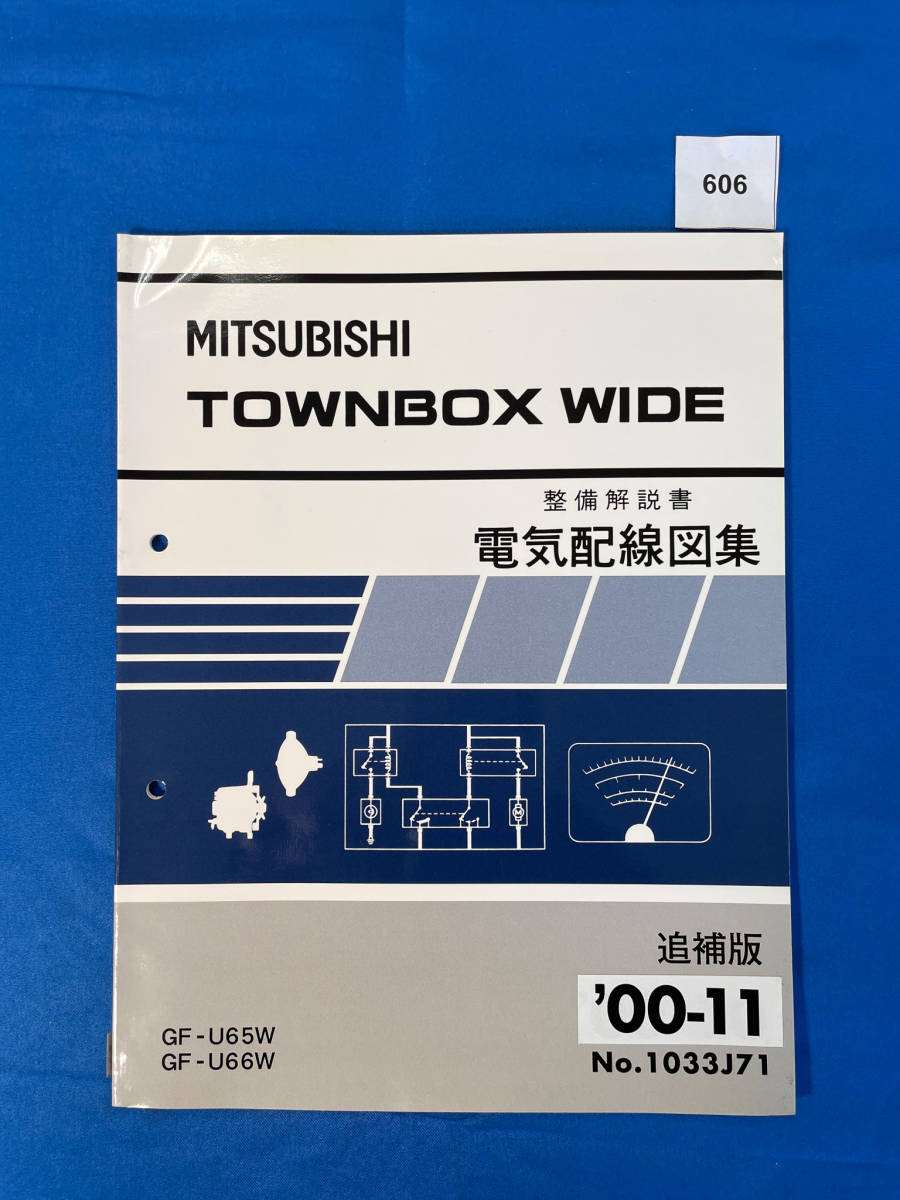 606
MITSUBISHI
TOWNBOX WIDE
整備解説書
電気配線図集
追補版
'00-11
GF-U65W
GF-U66W
No.1033J71